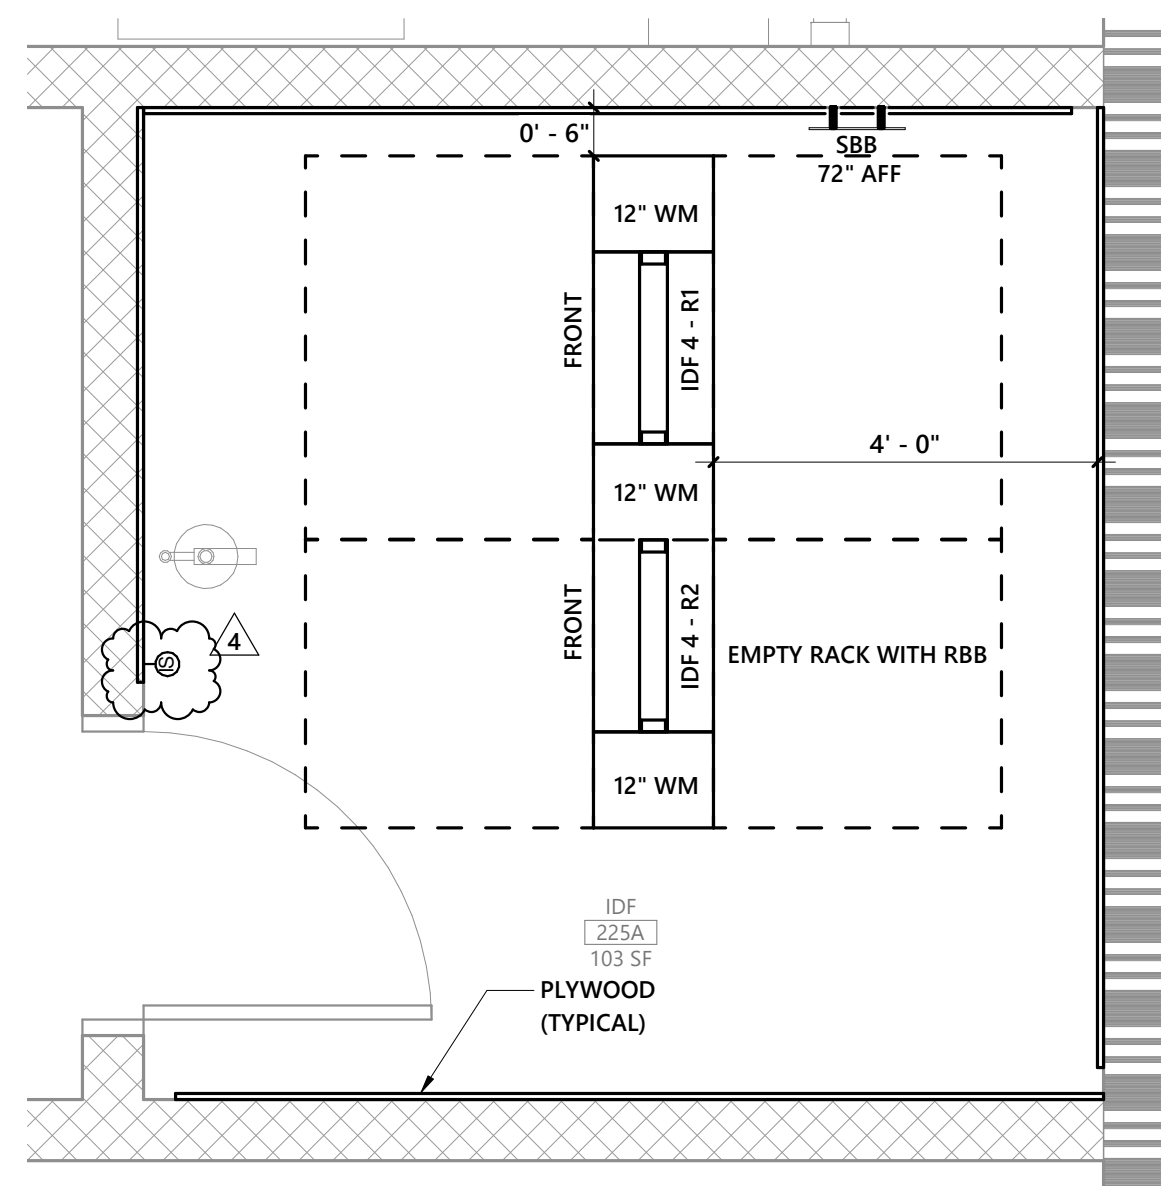 0' - 6"
SBB
72" AFF
12" WM
FRONT
IDF 4 - R1
4' - 0"
12" WM
FRONT
IDF 4 - R2
EMPTY RACK WITH RBB
4
IS
12" WM
IDF
225A
103 SF
PLYWOOD
(TYPICAL)